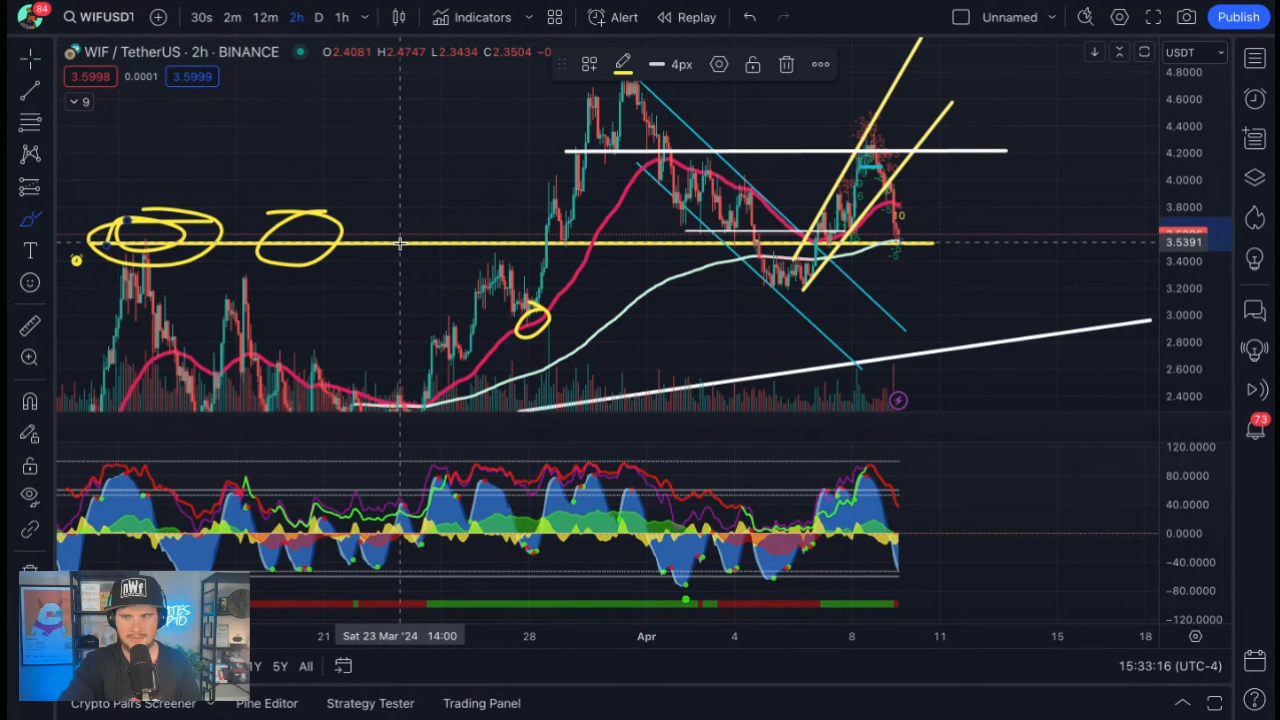 84
WIFUSDT
30s 2m 12m 2h D 1h
Indicators
Alert
Replay
Unnamed
Publish
WIF / TetherUS · 2h · BINANCE
O2.4081 H2.4747 L2.3434 C2.3504 −0
4px
USDT
3.5998 0.0001 3.5999
9
4.8000
4.6000
4.4000
4.2000
4.0000
3.8000
3.5391
3.4000
3.2000
3.0000
2.8000
2.6000
2.4000
10
73
120.0000
80.0000
40.0000
0.0000
−40.0000
−80.0000
−120.0000
21 Sat 23 Mar '24 14:00 28 Apr 4 8 11 15 18
5Y All
15:33:16 (UTC-4)
Crypto Pairs Screener Pine Editor Strategy Tester Trading Panel